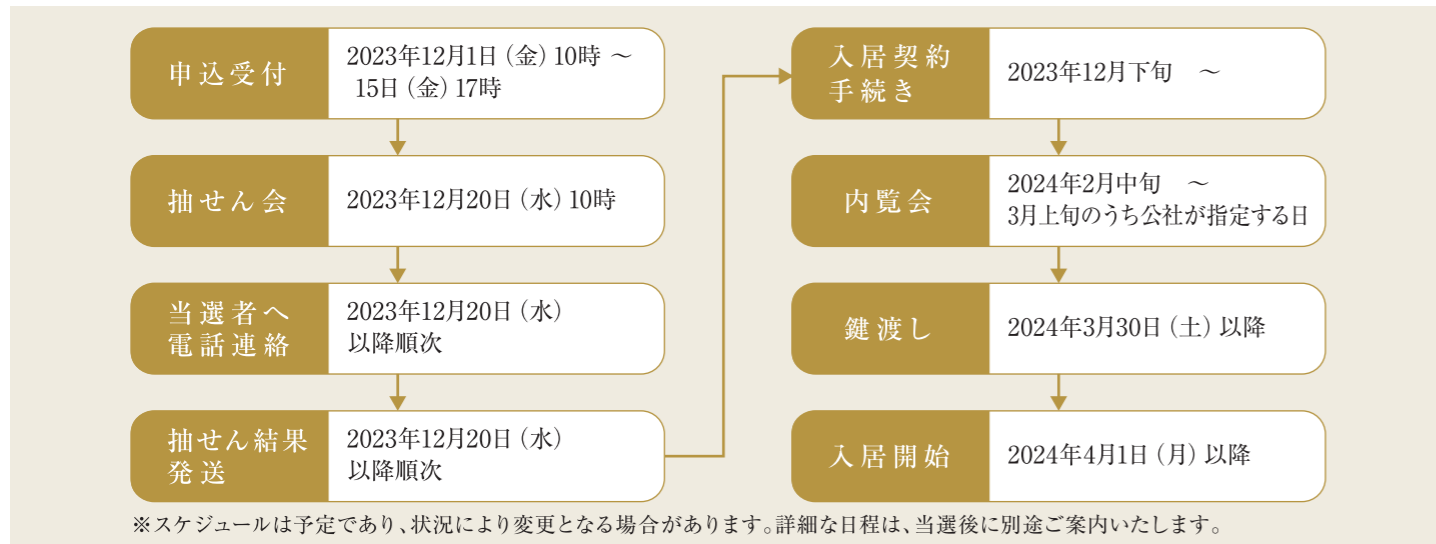 申込受付
2023年12月1日（金）10時 ～
15日（金）17時
抽せん会
2023年12月20日（水）10時
当選者へ
電話連絡
2023年12月20日（水）
以降順次
抽せん結果
発送
2023年12月20日（水）
以降順次
入居契約
手続き
2023年12月下旬　～
内覧会
2024年2月中旬　～
3月上旬のうち公社が指定する日
鍵渡し
2024年3月30日（土）以降
入居開始
2024年4月1日（月）以降
※スケジュールは予定であり、状況により変更となる場合があります。詳細な日程は、当選後に別途ご案内いたします。